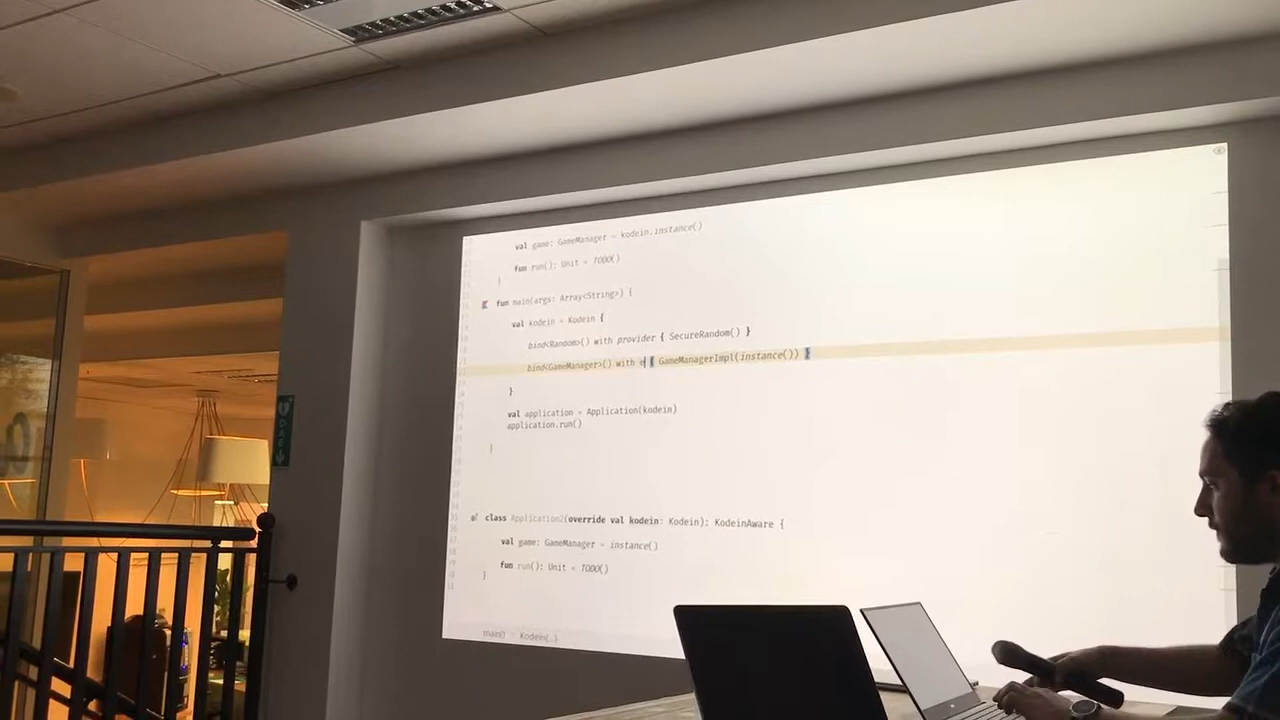 val game: GameManager = kodein.instance()
fun run(): Unit = TODO()
}
fun main(args: Array<String>) {
val kodein = Kodein {
bind<Random>() with provider { SecureRandom() }
bind<GameManager>() with e { GameManagerImpl(instance()) }
}
val application = Application(kodein)
application.run()
}
class Application2(override val kodein: Kodein): KodeinAware {
val game: GameManager = instance()
fun run(): Unit = TODO()
}
main() Kodein{...}
DAE